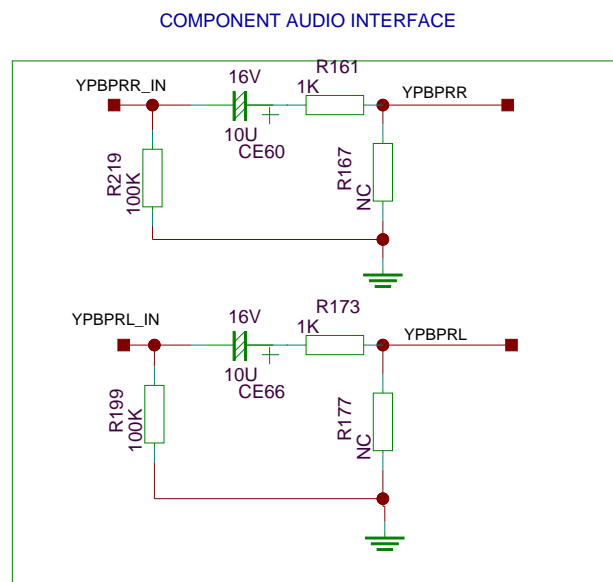 COMPONENT AUDIO INTERFACE
YPBPRR_IN
16V
10U
CE60
R161
1K
YPBPRR
R219
100K
R167
NC
YPBPRL_IN
16V
10U
CE66
R173
1K
YPBPRL
R199
100K
R177
NC